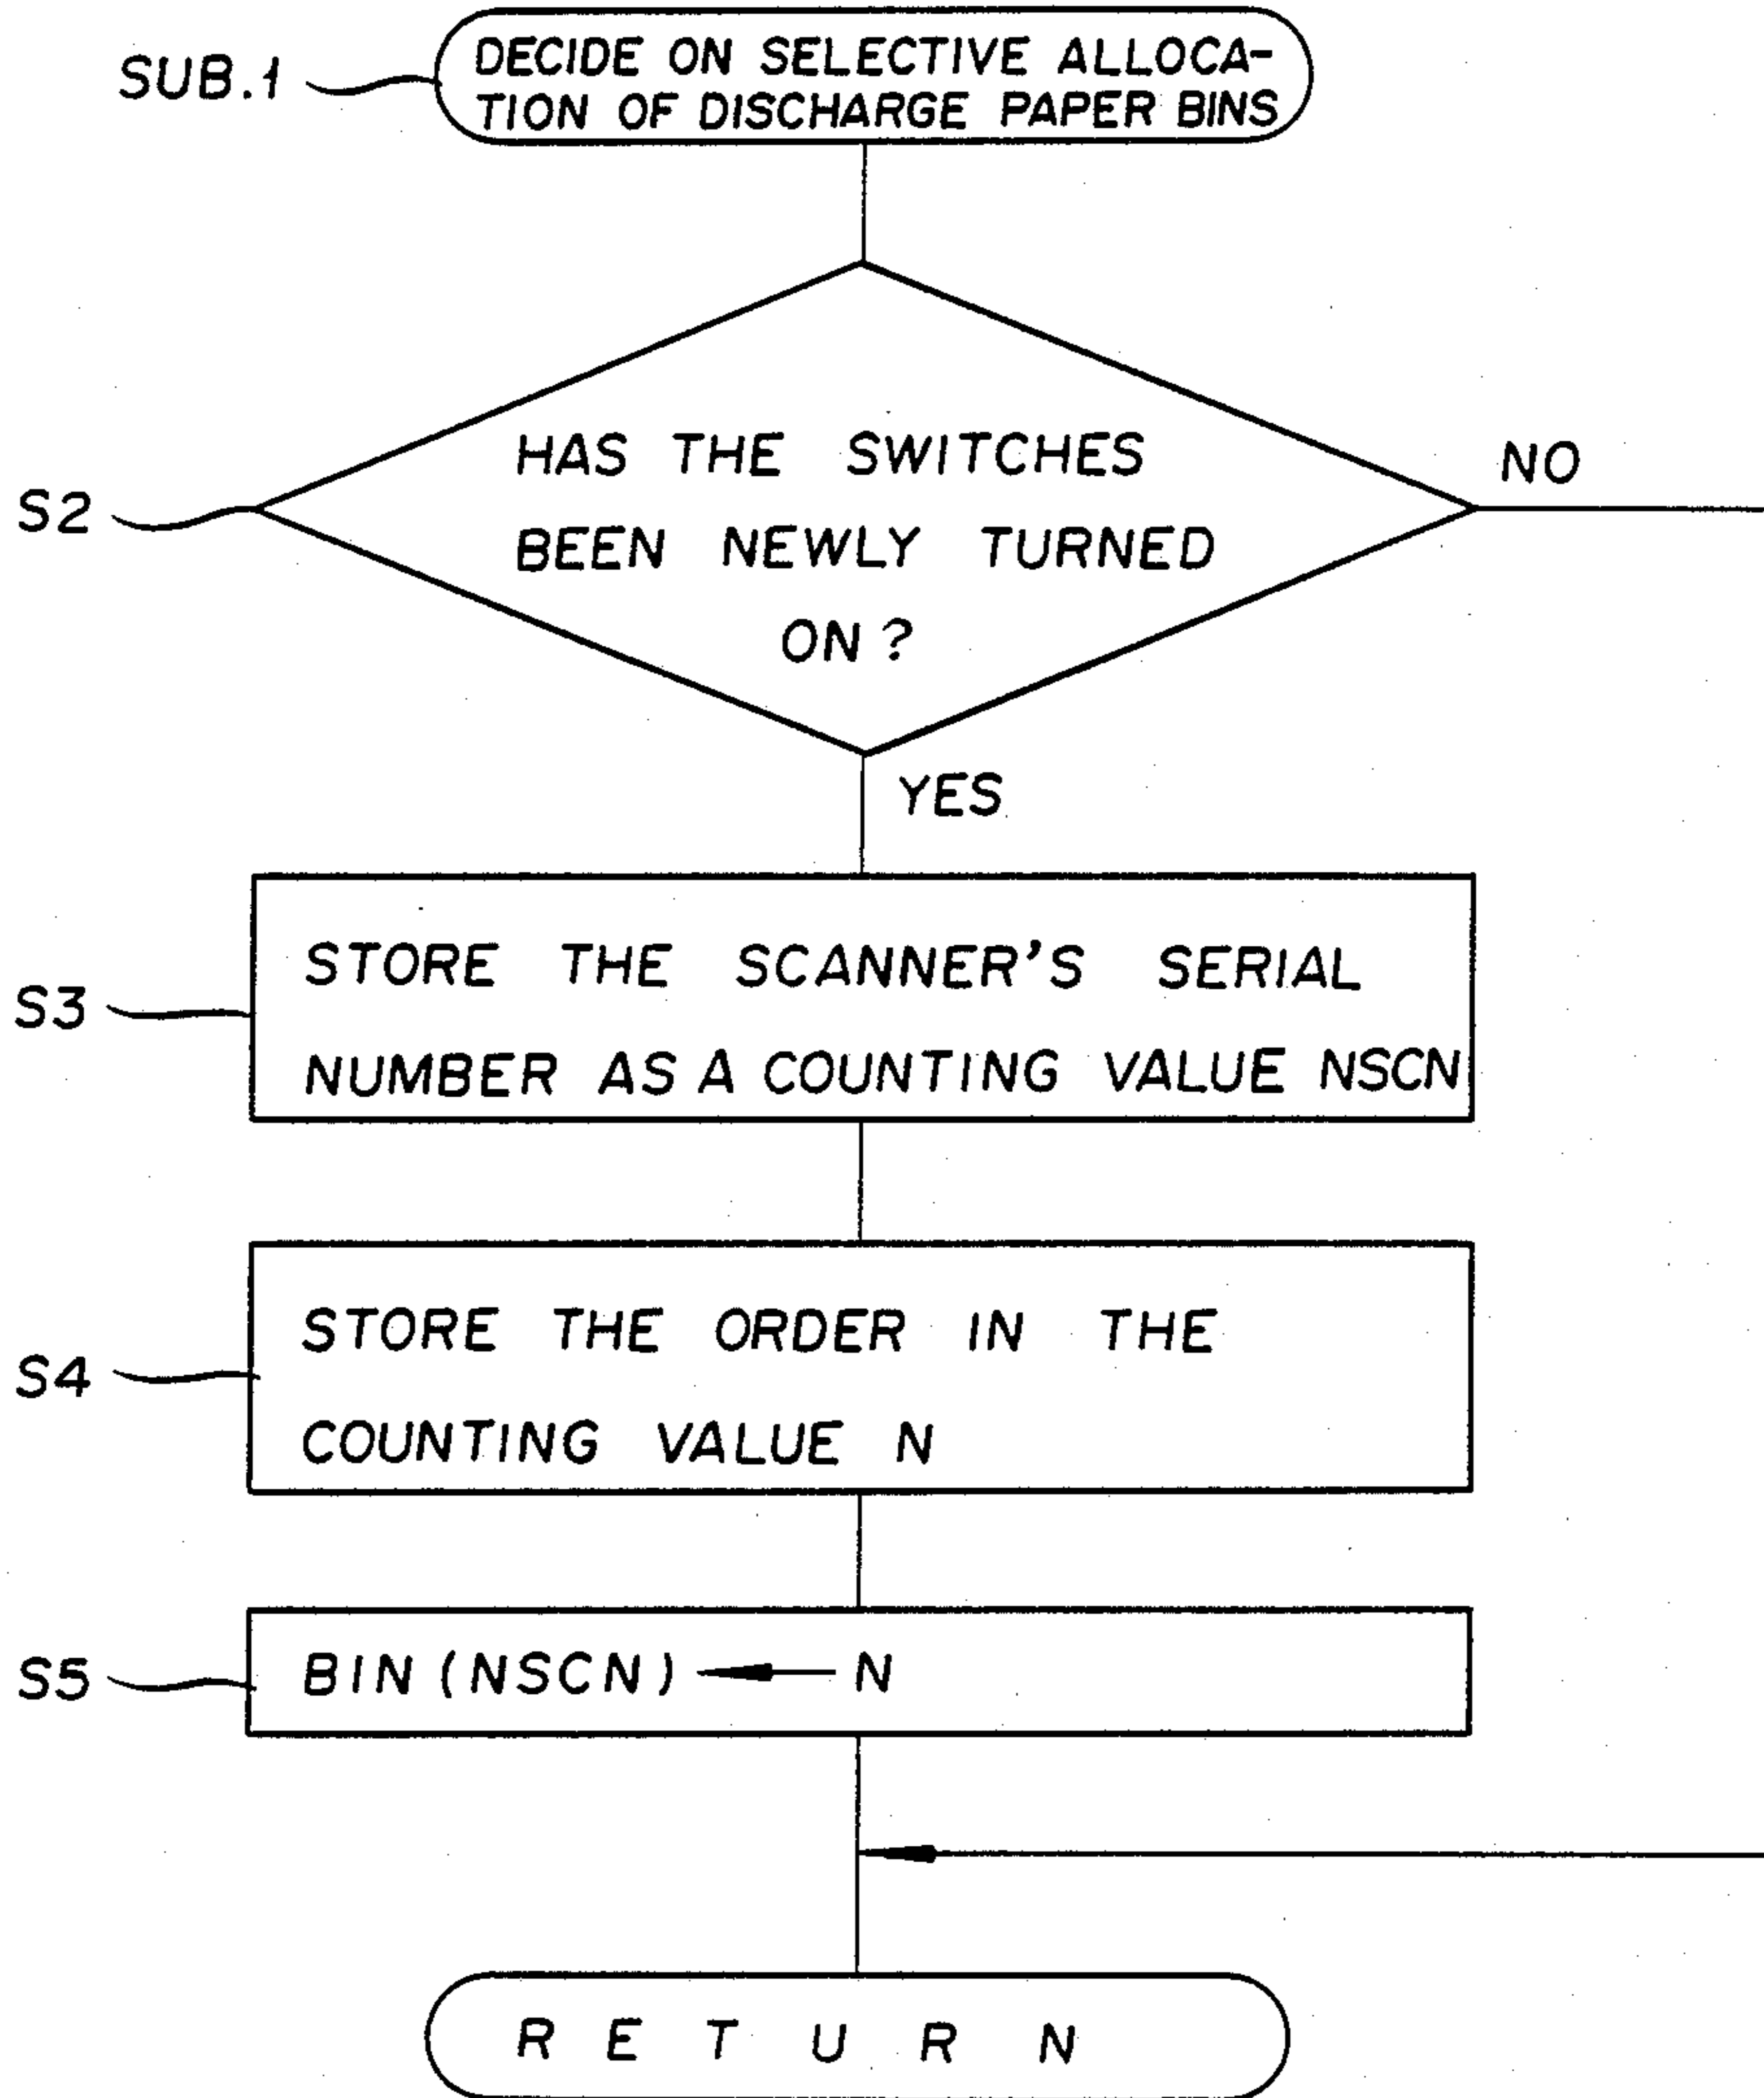 SUB.1
DECIDE ON SELECTIVE ALLOCA-
TION OF DISCHARGE PAPER BINS
S2
HAS THE SWITCHES
BEEN NEWLY TURNED
ON ?
NO
YES
S3
STORE THE SCANNER'S SERIAL
NUMBER AS A COUNTING VALUE NSCN
S4
STORE THE ORDER IN THE
COUNTING VALUE N
S5
BIN (NSCN) ← N
R E T U R N